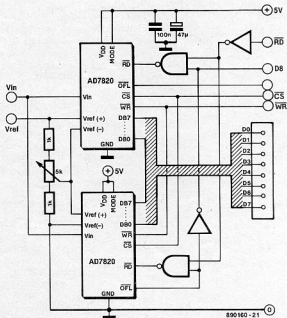 +5V
100n
47µ
VDD
MODE
RD
RD
D8
AD7820
OFL
CS
CS
Vin
Vin
WR
WR
Vref
Vref (+)
Vref (−)
DB7
DB0
GND
1k
5k
1k
+5V
D0
D1
D2
D3
D4
D5
D6
D7
VDD
MODE
DB7
Vref (+)
DB0
Vref(−)
Vin
WR
CS
AD7820
RD
OFL
GND
0
890160 - 21